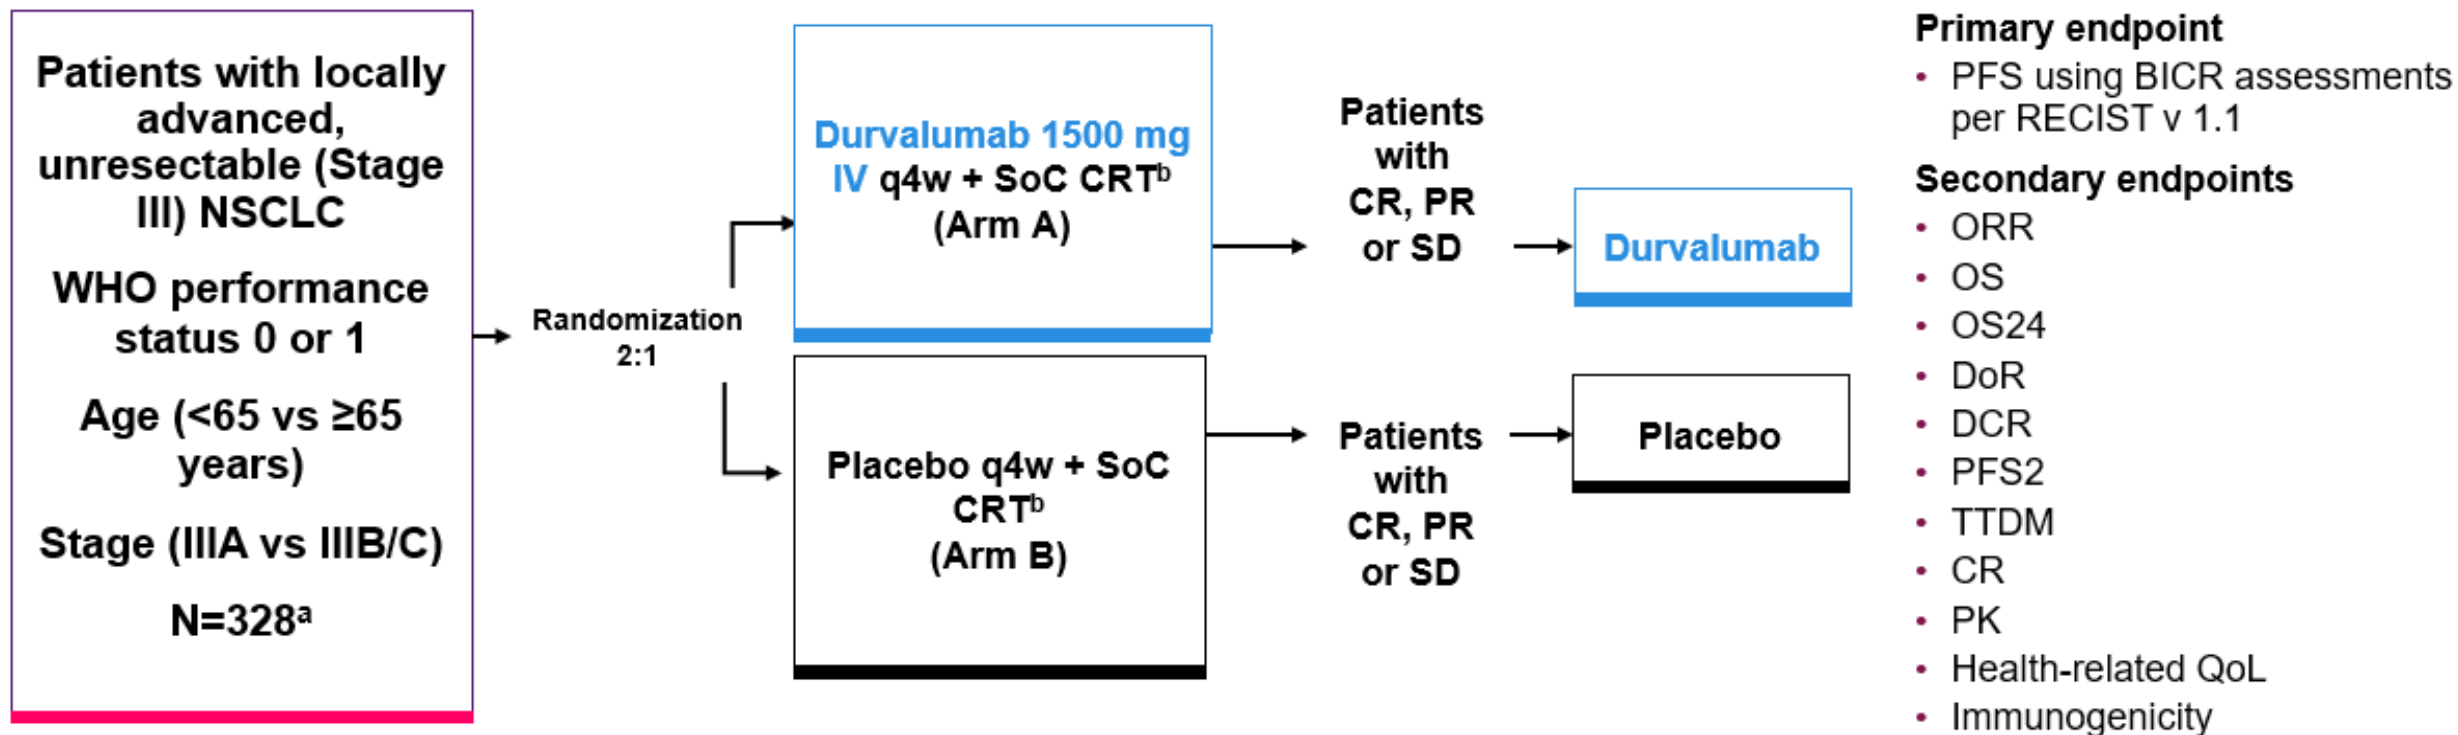 Patients with locally
advanced,
unresectable (Stage
III) NSCLC
WHO performance
status 0 or 1
Age (<65 vs ≥65
years)
Stage (IIIA vs IIIB/C)
N=328ᵃ
Randomization
2:1
Durvalumab 1500 mg
IV q4w + SoC CRTᵇ
(Arm A)
Patients
with
CR, PR
or SD
Durvalumab
Placebo q4w + SoC
CRTᵇ
(Arm B)
Patients
with
CR, PR
or SD
Placebo
Primary endpoint
• PFS using BICR assessments
per RECIST v 1.1
Secondary endpoints
• ORR
• OS
• OS24
• DoR
• DCR
• PFS2
• TTDM
• CR
• PK
• Health-related QoL
• Immunogenicity